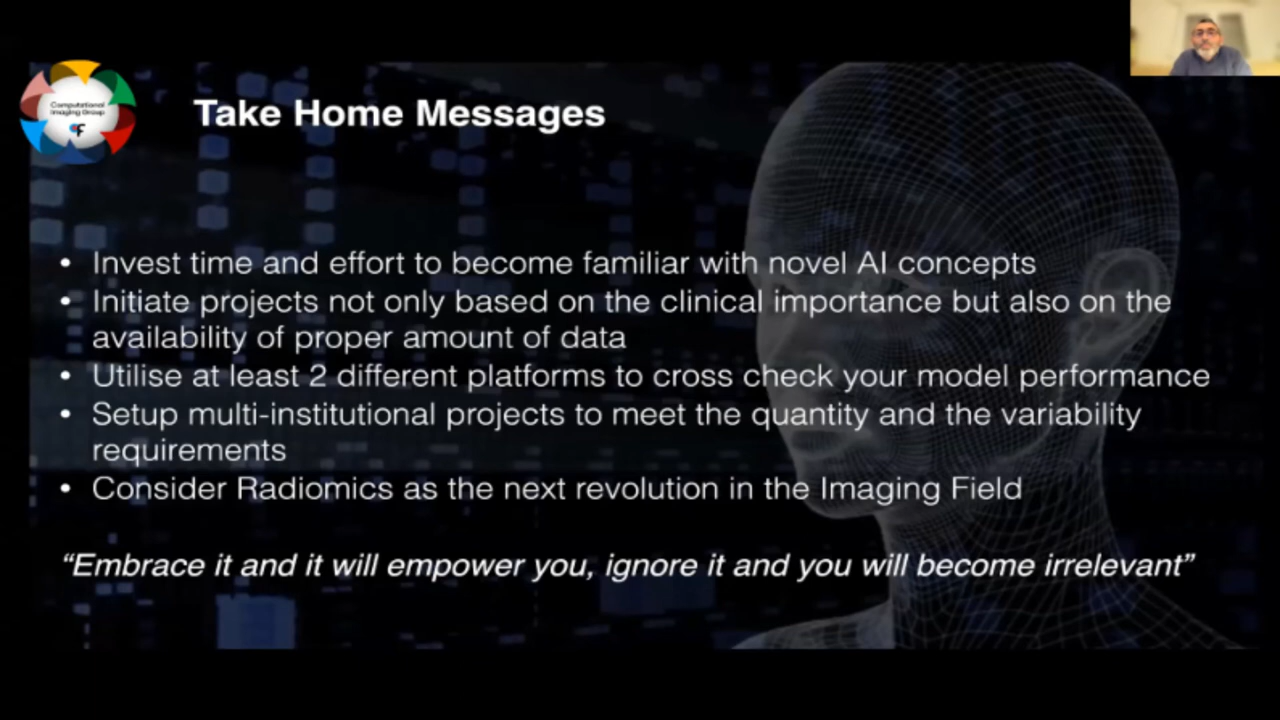 Computational
Imaging Group
Take Home Messages
• Invest time and effort to become familiar with novel AI concepts
• Initiate projects not only based on the clinical importance but also on the
availability of proper amount of data
• Utilise at least 2 different platforms to cross check your model performance
• Setup multi-institutional projects to meet the quantity and the variability
requirements
• Consider Radiomics as the next revolution in the Imaging Field
“Embrace it and it will empower you, ignore it and you will become irrelevant”